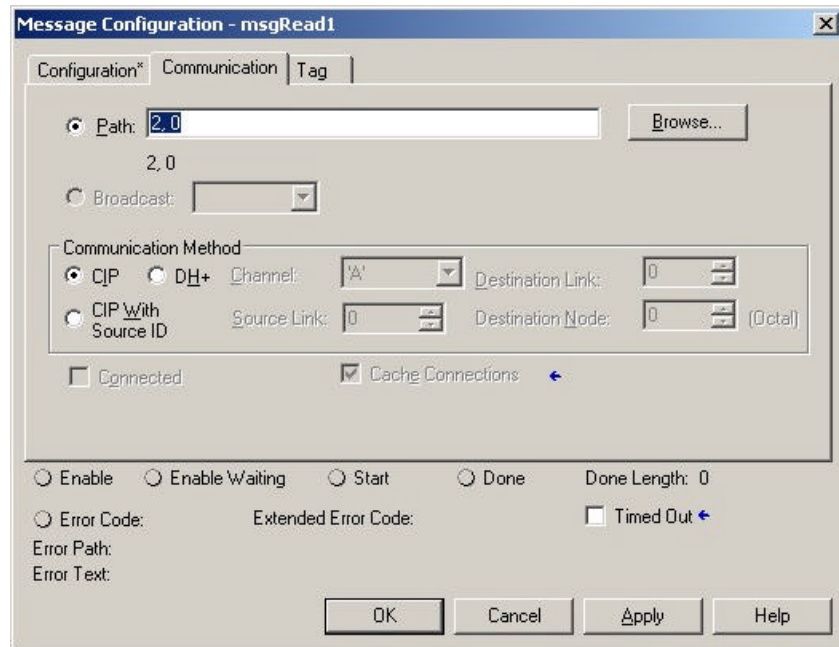 Message Configuration - msgRead1
Configuration* Communication Tag
Path: 2, 0 Browse...
2, 0
Broadcast:
Communication Method
CIP DH+ Channel: 'A' Destination Link: 0
CIP With Source ID Source Link: 0 Destination Node: 0 (Octal)
Connected Cache Connections ←
Enable Enable Waiting Start Done Done Length: 0
Error Code: Extended Error Code: Timed Out ←
Error Path:
Error Text:
OK Cancel Apply Help